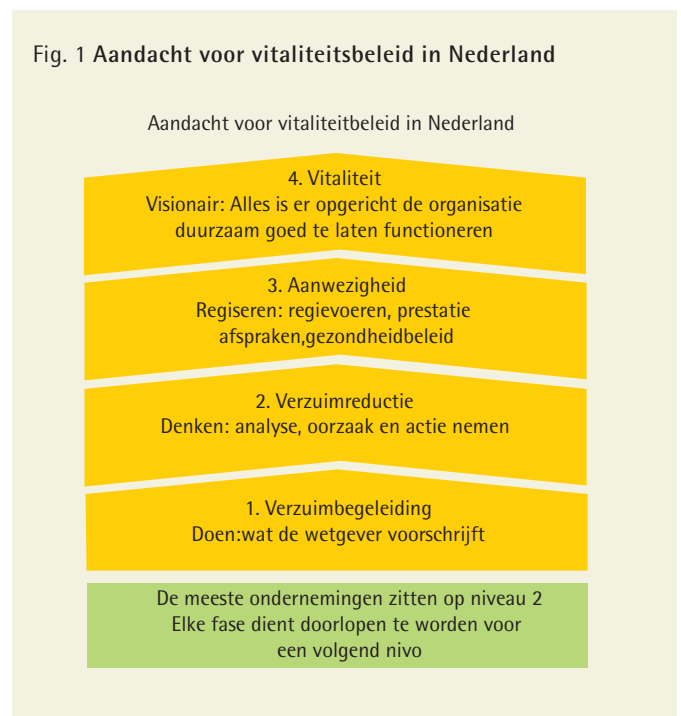 Fig. 1 Aandacht voor vitaliteitsbeleid in Nederland
Aandacht voor vitaliteitbeleid in Nederland
4. Vitaliteit
Visionair: Alles is er opgericht de organisatie
duurzaam goed te laten functioneren
3. Aanwezigheid
Regiseren: regievoeren, prestatie
afspraken,gezondheidbeleid
2. Verzuimreductie
Denken: analyse, oorzaak en actie nemen
1. Verzuimbegeleiding
Doen:wat de wetgever voorschrijft
De meeste ondernemingen zitten op niveau 2
Elke fase dient doorlopen te worden voor
een volgend nivo